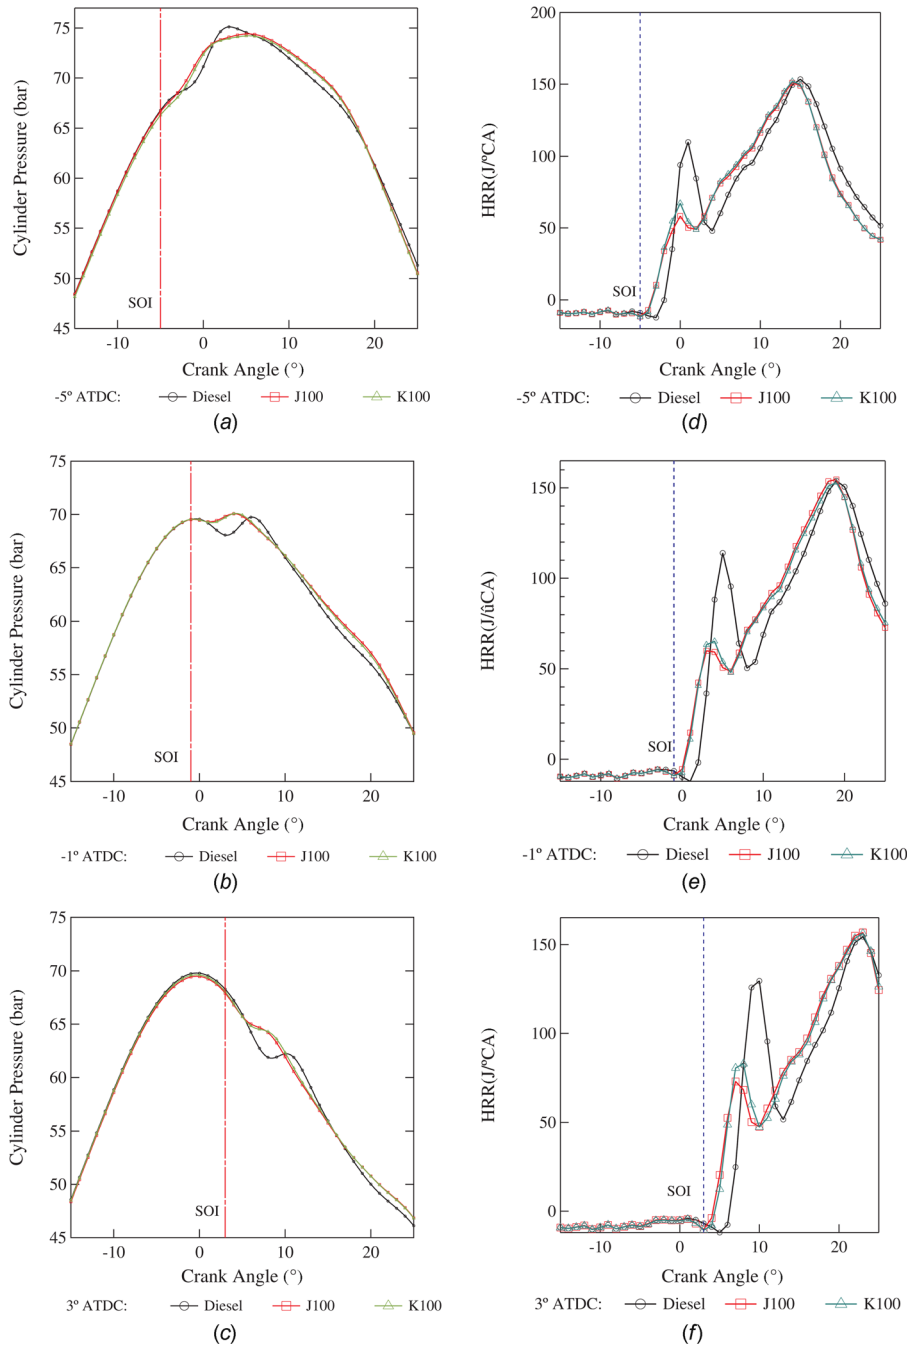 75
70
65
60
55
50
45
Cylinder Pressure (bar)
SOI
-10 0 10 20
Crank Angle (°)
-5º ATDC: Diesel J100 K100
(a)
200
150
100
50
0
HRR(J/ºCA)
SOI
-10 0 10 20
Crank Angle (°)
-5º ATDC: Diesel J100 K100
(d)
75
70
65
60
55
50
45
Cylinder Pressure (bar)
SOI
-10 0 10 20
Crank Angle (°)
-1º ATDC: Diesel J100 K100
(b)
150
100
50
0
HRR(J/ûCA)
SOI
-10 0 10 20
Crank Angle (°)
-1º ATDC: Diesel J100 K100
(e)
75
70
65
60
55
50
45
Cylinder Pressure (bar)
SOI
-10 0 10 20
Crank Angle (°)
3º ATDC: Diesel J100 K100
(c)
150
100
50
0
HRR(J/ºCA)
SOI
-10 0 10 20
Crank Angle (°)
3º ATDC: Diesel J100 K100
(f)